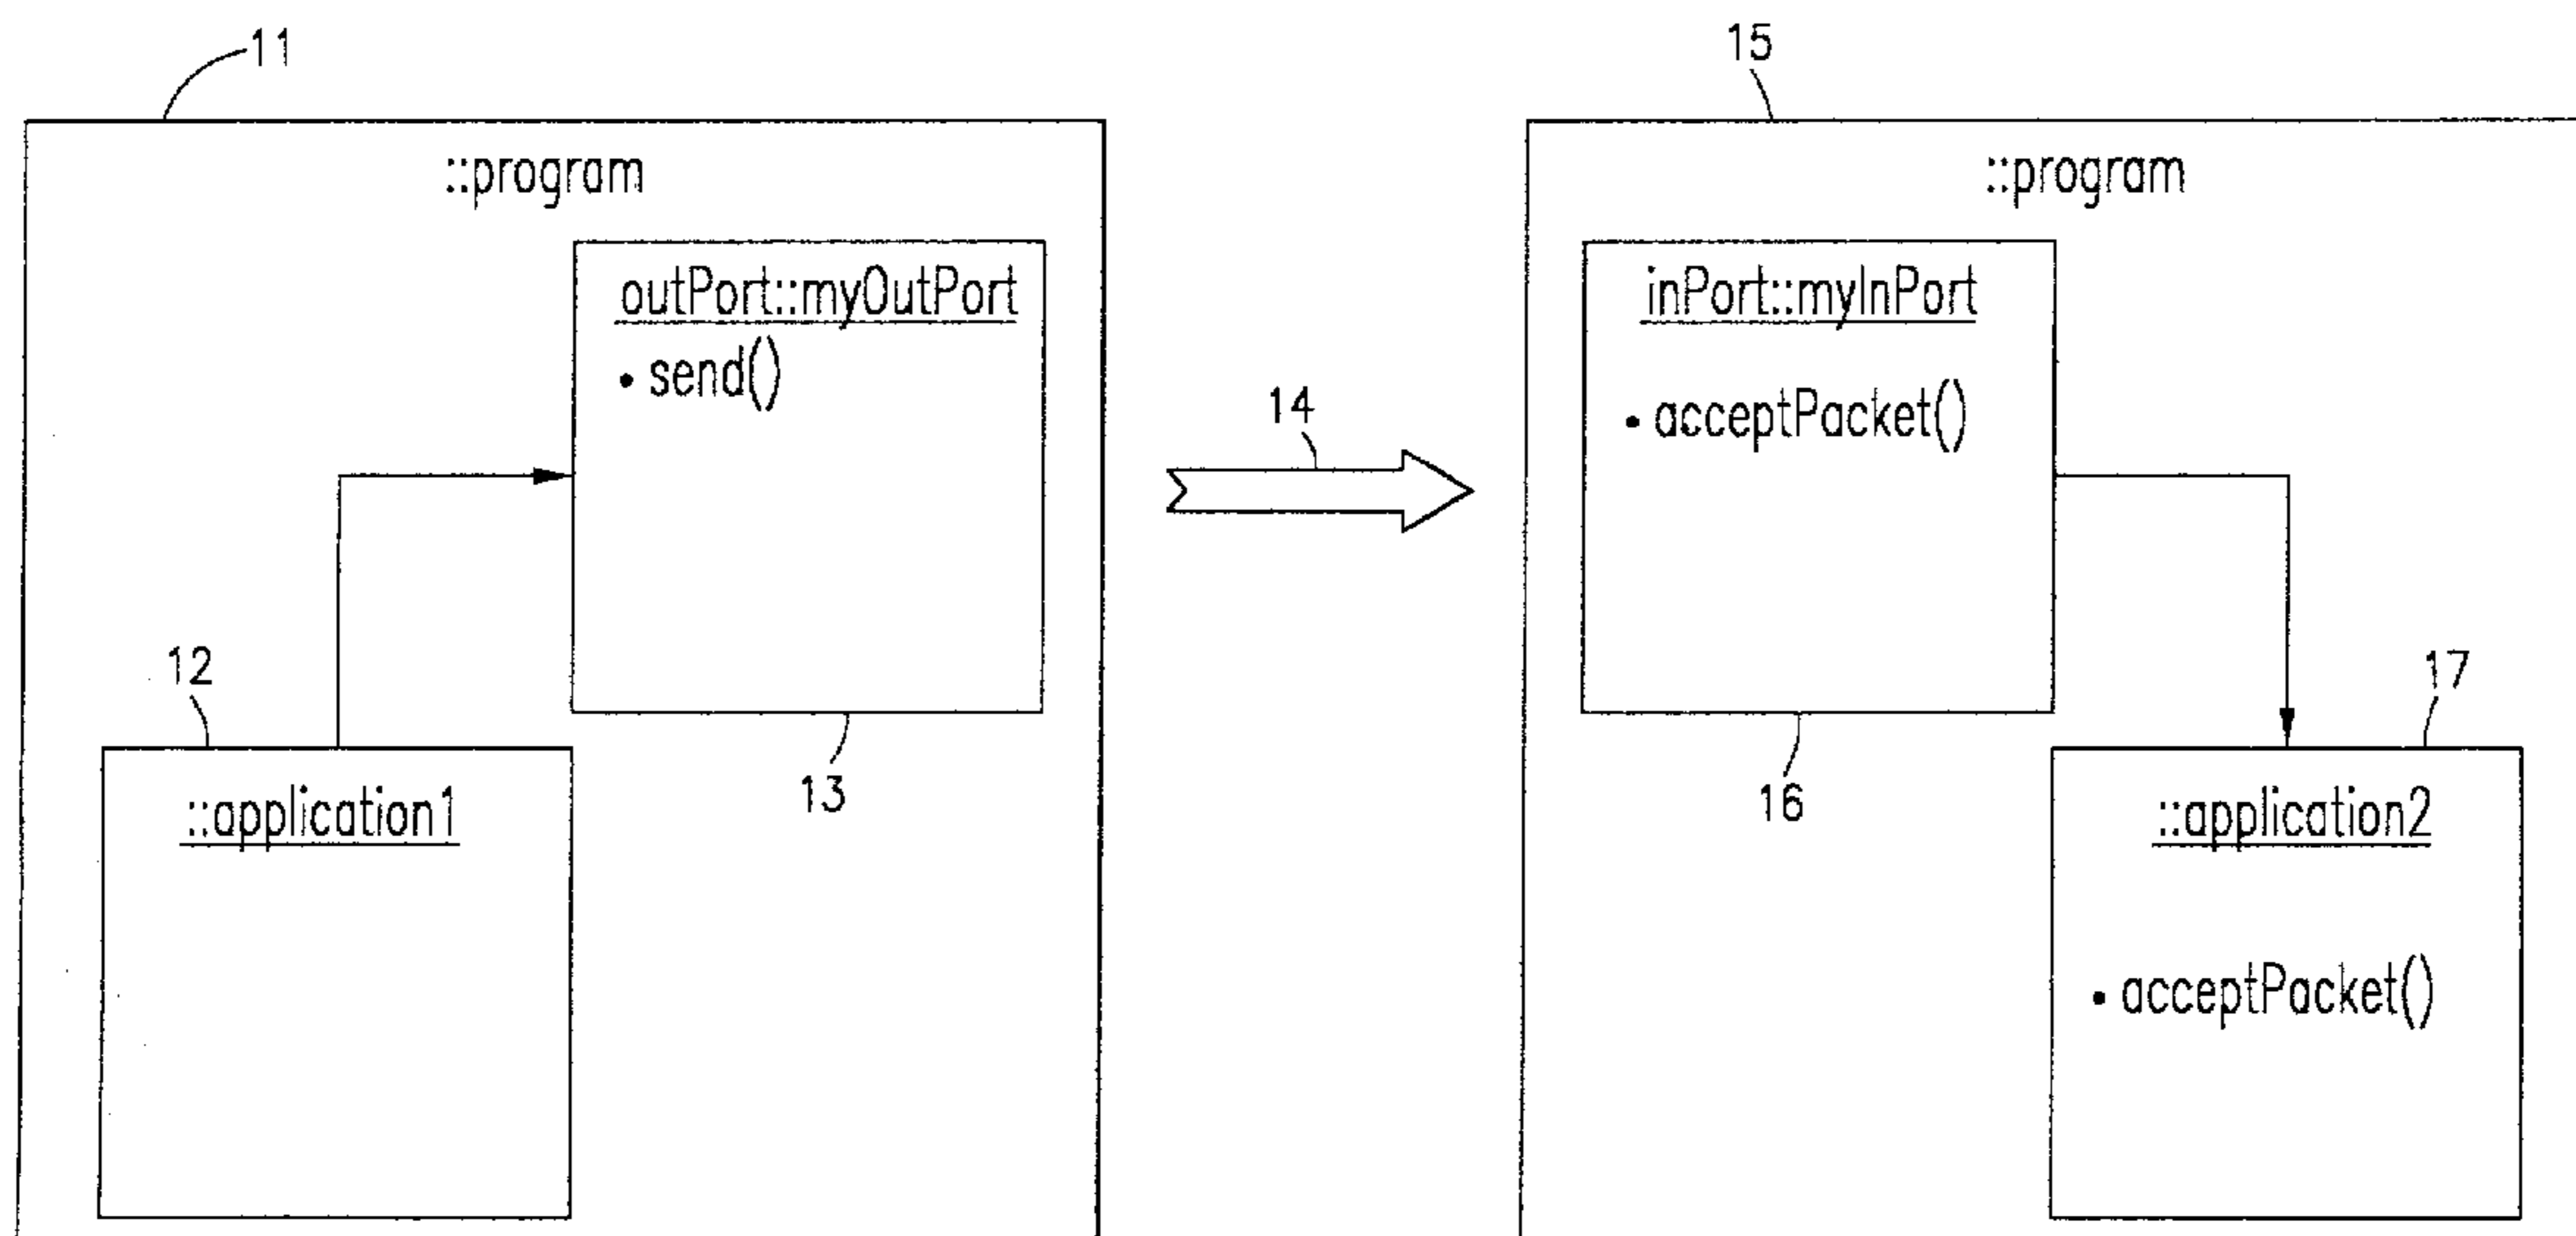 11
::program
outPort::myOutPort
• send()
12
::application1
13
14
15
::program
inPort::myInPort
• acceptPacket()
16
17
::application2
• acceptPacket()